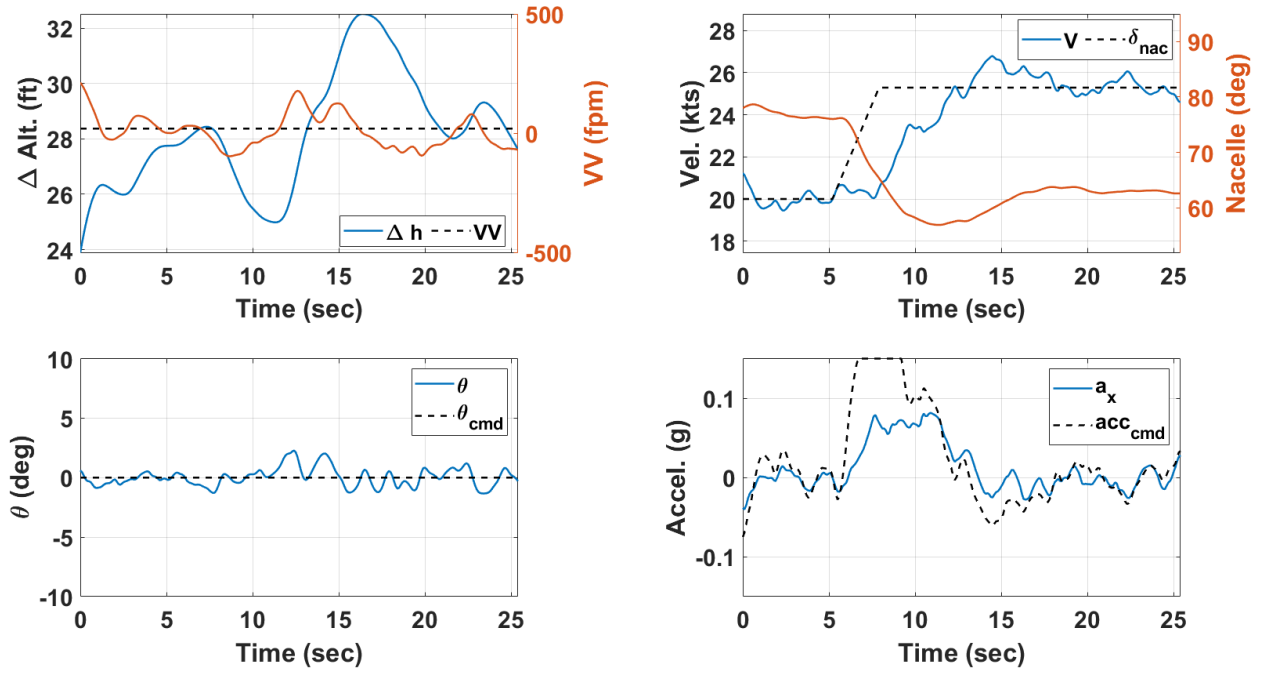 32
30
28
26
24
Δ Alt. (ft)
500
0
-500
VV (fpm)
Δ h
VV
0 5 10 15 20 25
Time (sec)
28
26
24
22
20
18
Vel. (kts)
90
80
70
60
Nacelle (deg)
V
δnac
0 5 10 15 20 25
Time (sec)
10
5
0
-5
-10
θ (deg)
θ
θcmd
0 5 10 15 20 25
Time (sec)
0.1
0
-0.1
Accel. (g)
ax
acccmd
0 5 10 15 20 25
Time (sec)